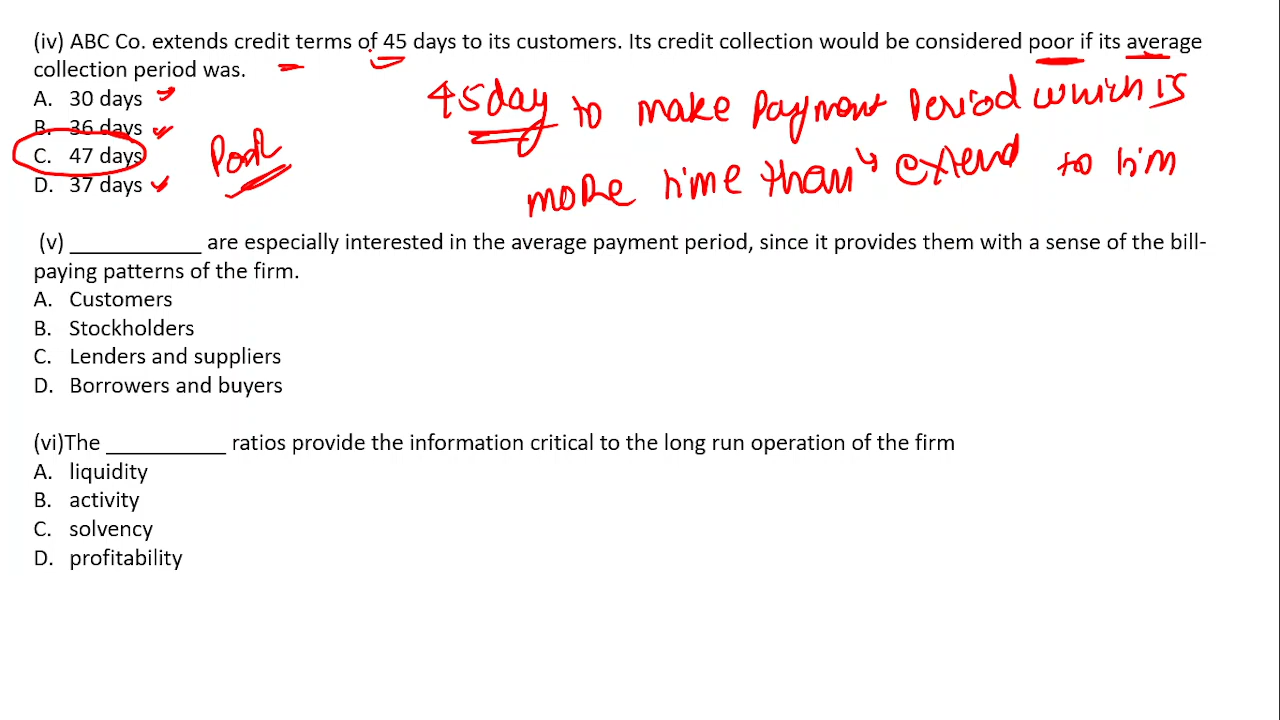 (iv) ABC Co. extends credit terms of 45 days to its customers. Its credit collection would be considered poor if its average
collection period was.
A. 30 days
B. 36 days
C. 47 days
D. 37 days
Poor
45 day to make payment period which is
more time than extend to him
(v) ___________ are especially interested in the average payment period, since it provides them with a sense of the bill-
paying patterns of the firm.
A. Customers
B. Stockholders
C. Lenders and suppliers
D. Borrowers and buyers
(vi)The __________ ratios provide the information critical to the long run operation of the firm
A. liquidity
B. activity
C. solvency
D. profitability